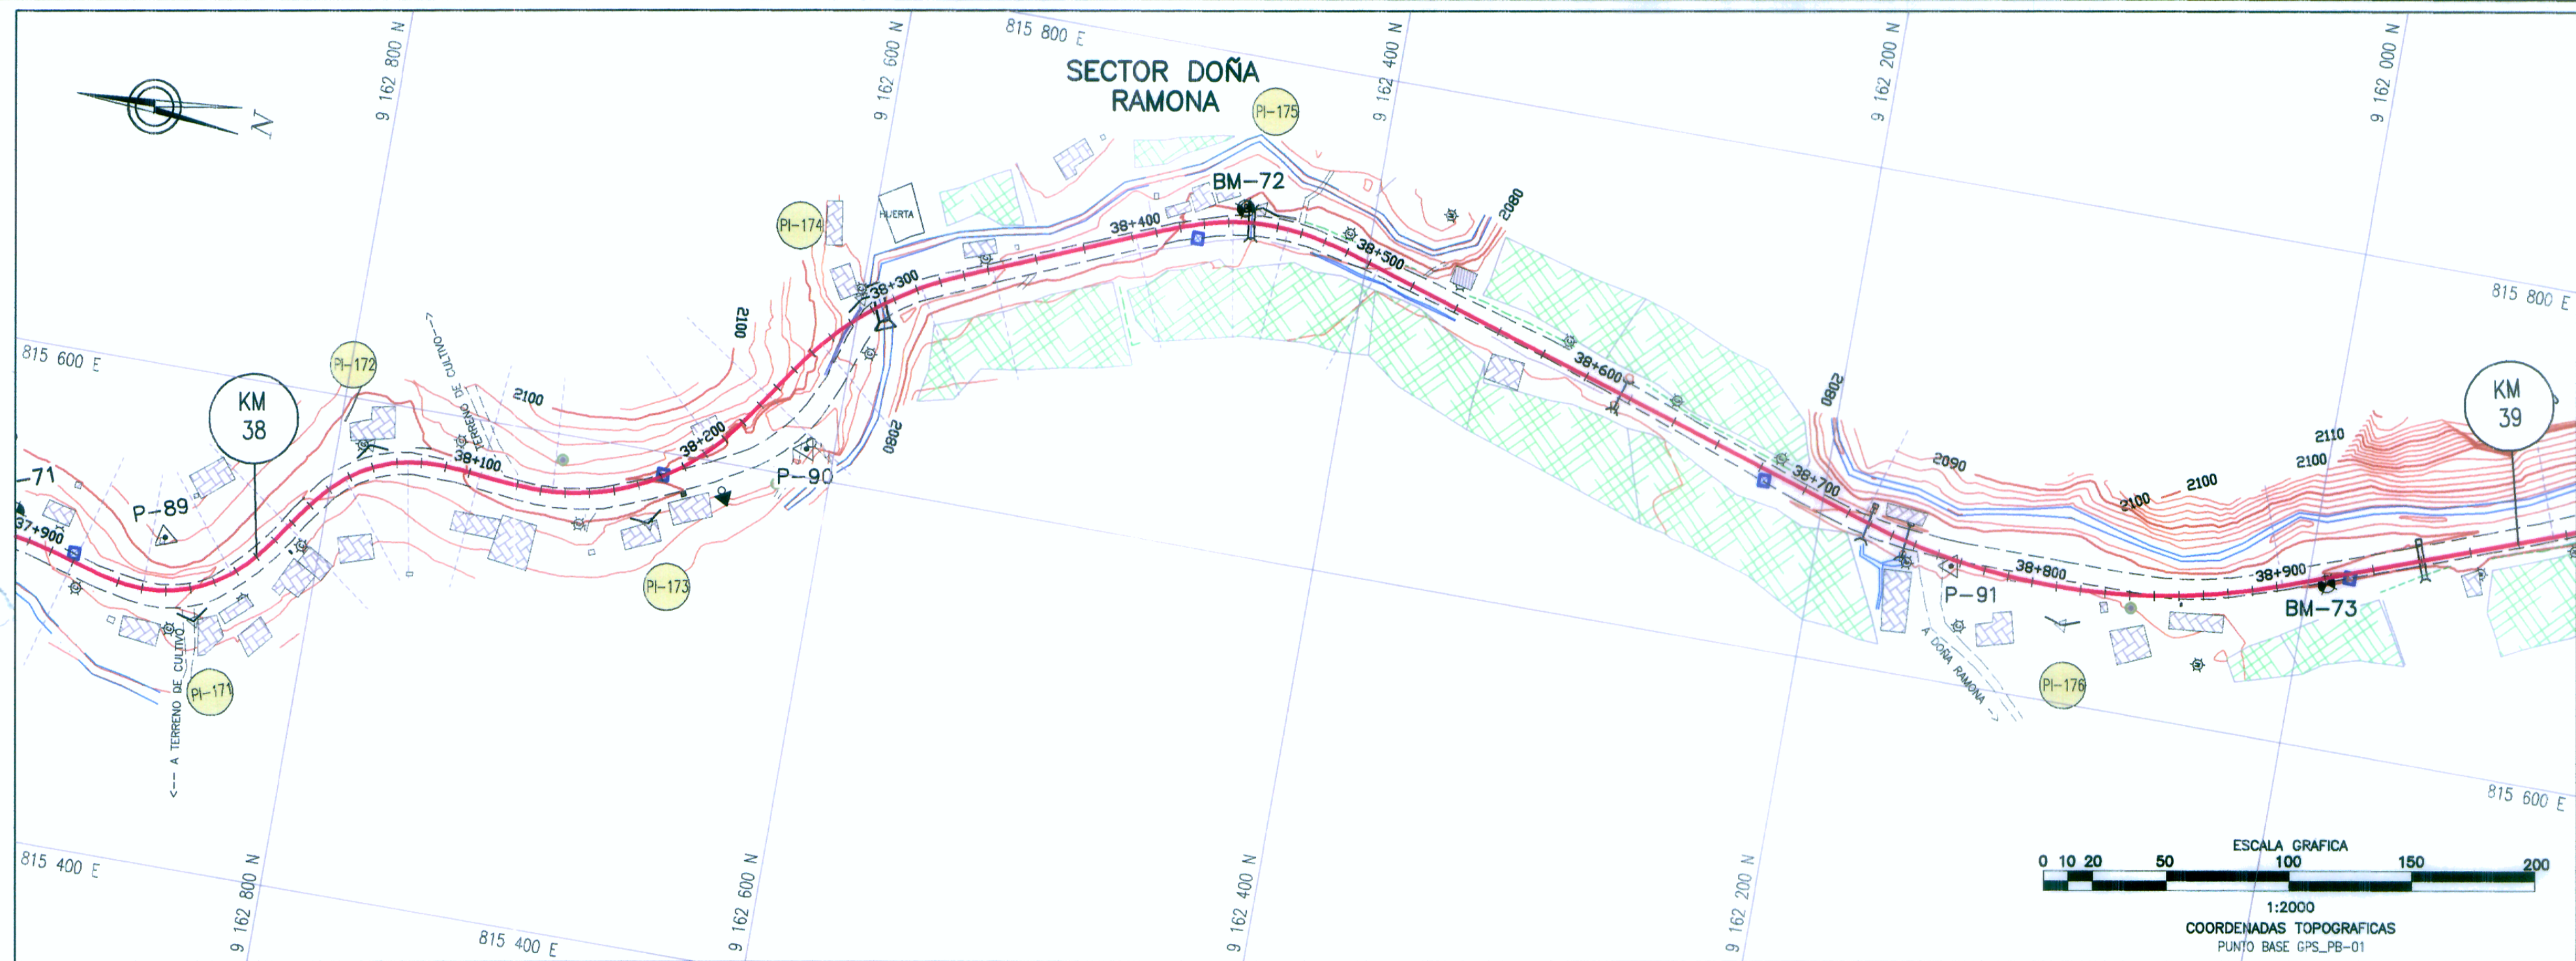 9 162 800 N
9 162 600 N
815 800 E
9 162 400 N
9 162 200 N
9 162 000 N
N
SECTOR DOÑA
RAMONA
PI-175
PI-174
HUERTA
BM-72
38+400
2080
38+500
38+300
815 800 E
2100
815 600 E
PI-172
TERRENO DE CULTIVO-->
2100
KM
38
38+600
2080
KM
39
38+200
38+100
2080
P-90
2110
2100
2090
2100
2100
38+700
-71
P-89
37+900
38+800
38+900
P-91
BM-73
PI-173
A DOÑA RAMONA -->
PI-176
PI-171
<-- A TERRENO DE CULTIVO
815 600 E
815 400 E
9 162 800 N
815 400 E
9 162 600 N
9 162 400 N
9 162 200 N
ESCALA GRAFICA
0 10 20 50 100 150 200
1:2000
COORDENADAS TOPOGRAFICAS
PUNTO BASE GPS_PB-01